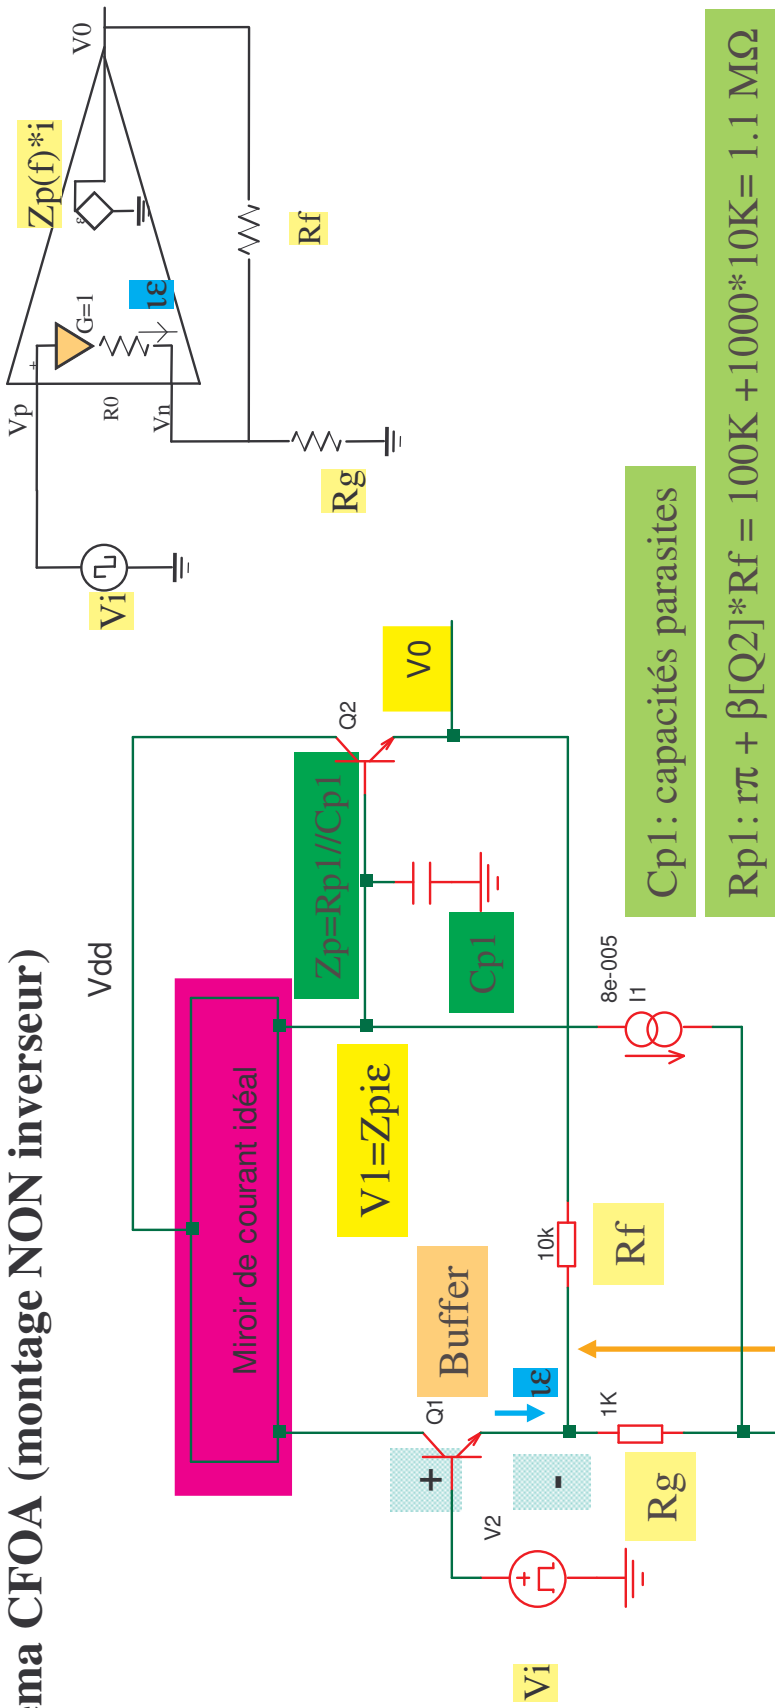 ma CFOA (montage NON inverseur)
Vdd
Miroir de courant idéal
V1=Zpiε
Zp=Rp1//Cp1
Q2
V0
Cp1
Buffer
Q1
+
-
ιε
V2
Vi
10k
Rf
1K
Rg
8e-005
I1
Vp
+
G=1
R0
Vn
ιε
Zp(f)*i
ε
V0
Rf
Rg
Vi
Cp1: capacités parasites
Rp1: rπ + β[Q2]*Rf = 100K +1000*10K= 1.1 MΩ